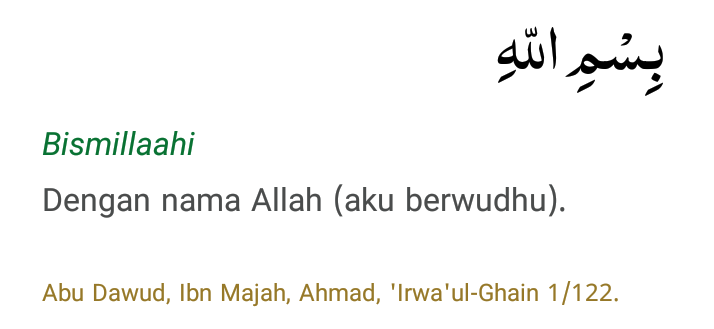 بِسْمِ اللَّهِ
Bismillaahi
Dengan nama Allah (aku berwudhu).
Abu Dawud, Ibn Majah, Ahmad, 'Irwa'ul-Ghain 1/122.